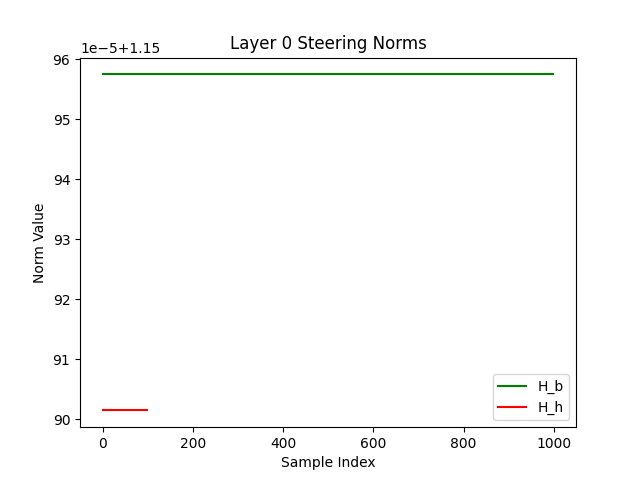 Layer 0 Steering Norms
1e−5+1.15
96
95
94
93
92
91
90
Norm Value
0 200 400 600 800 1000
Sample Index
H_b
H_h